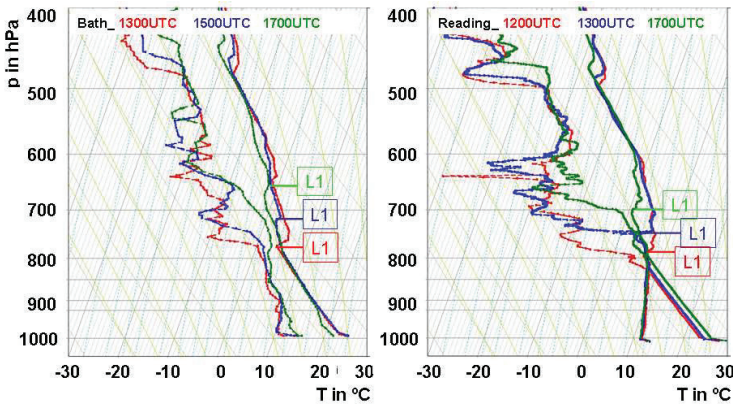 Bath_ 1300UTC 1500UTC 1700UTC
p in hPa
400
500
600
700
800
900
1000
L1
L1
L1
-30 -20 -10 0 10 20 30
T in ºC
Reading_ 1200UTC 1300UTC 1700UTC
400
500
600
700
800
900
1000
L1
L1
L1
-30 -20 -10 0 10 20 30
T in ºC